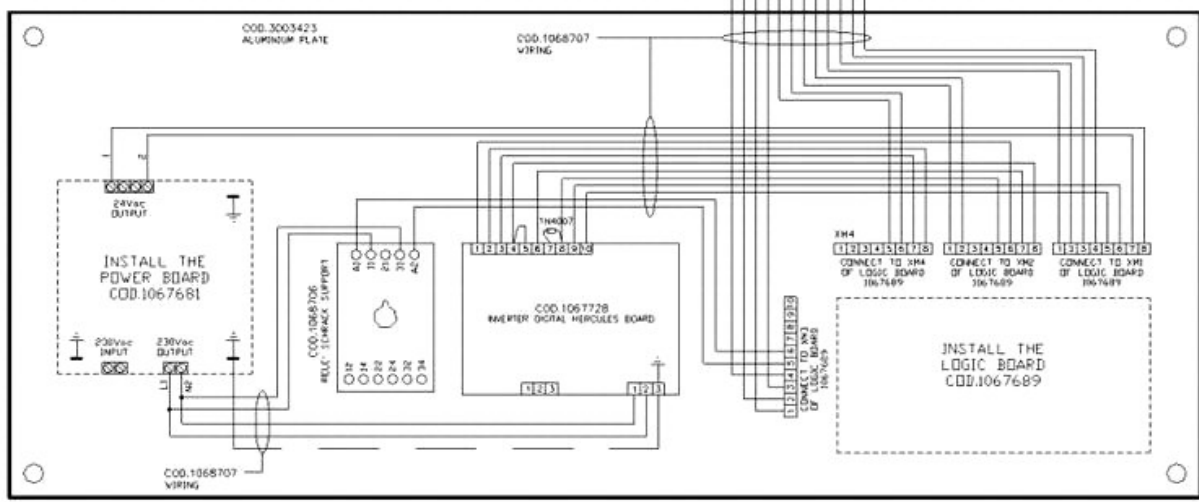 COD.3003423
ALUMINIUM PLATE
COD.1068707
WIRING
1
2
24Vac
OUTPUT
INSTALL THE
POWER BOARD
COD.1067681
230Vac
INPUT
230Vac
OUTPUT
L1
N2
COD.1068707
WIRING
COD.1068706
RELE' SCHRACK SUPPORT
A1 11 21 31 A2
12 14 22 24 32 34
1N4007
1 2 3 4 5 6 7 8 9 10
COD.1067728
INVERTER DIGITAL HERCULES BOARD
1 2 3
1 2 3
XM4
1 2 3 4 5 6 7 8
CONNECT TO XM4
OF LOGIC BOARD
1067689
1 2 3 4 5 6 7 8
CONNECT TO XM2
OF LOGIC BOARD
1067689
1 2 3 4 5 6 7 8
CONNECT TO XM1
OF LOGIC BOARD
1067689
1 2 3 4 5 6 7 8 9 10
CONNECT TO XM3
OF LOGIC BOARD
1067689
INSTALL THE
LOGIC BOARD
COD.1067689